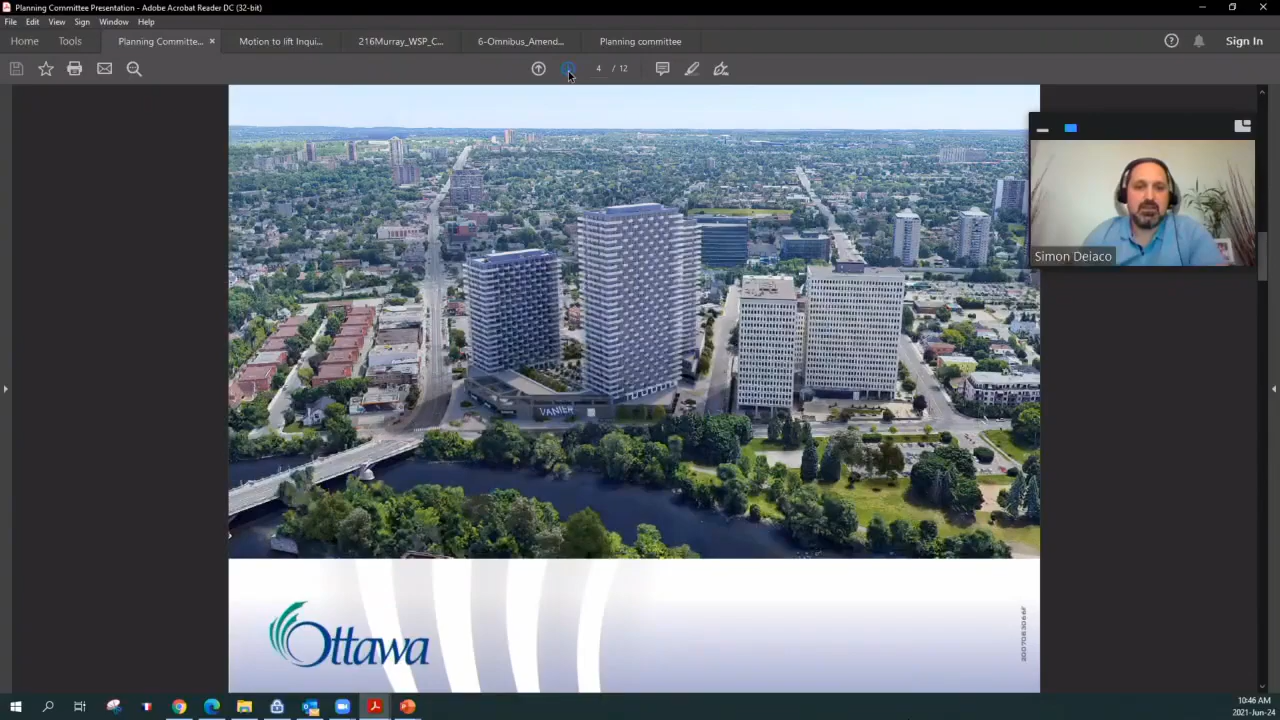 Planning Committee Presentation - Adobe Acrobat Reader DC (32-bit)
File Edit View Sign Window Help
Home Tools Planning Committe... × Motion to lift Inqui... 216Murray_WSP_C... 6-Omnibus_Amend... Planning committee Sign In
4 / 12
Simon Deiaco
VANIER
Ottawa
10:46 AM
2021-Jun-24